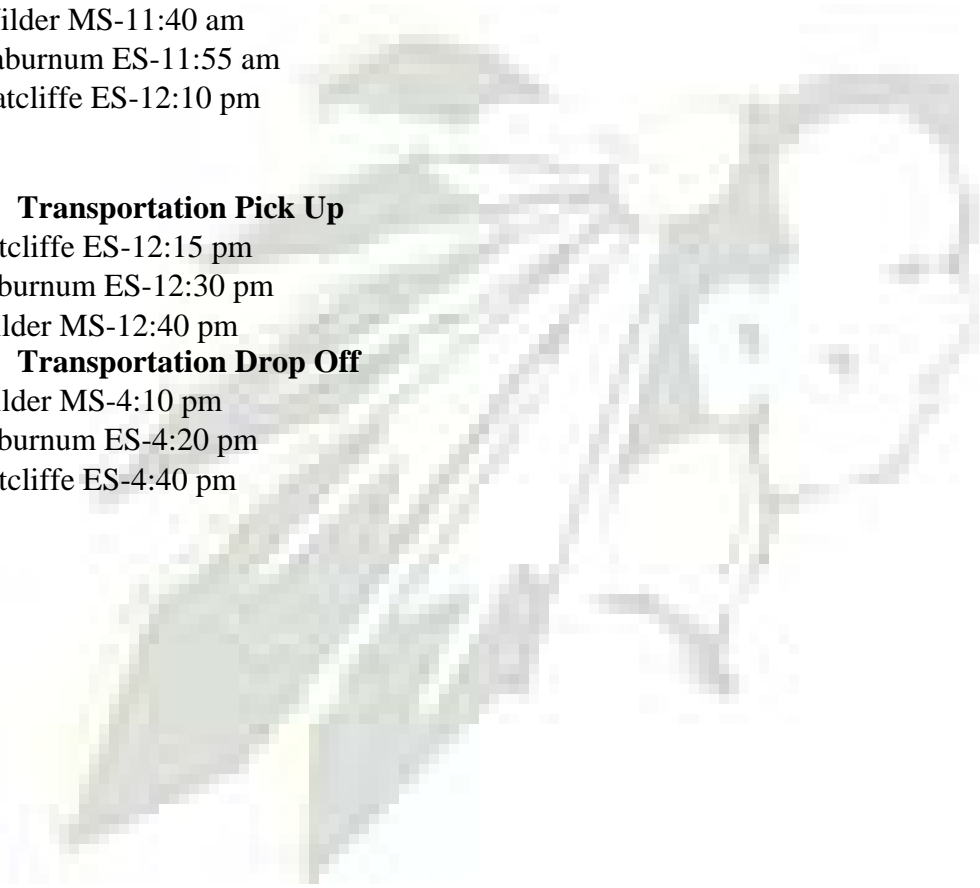 ilder MS-11:40 am
aburnum ES-11:55 am
atcliffe ES-12:10 pm
Transportation Pick Up
tcliffe ES-12:15 pm
burnum ES-12:30 pm
ilder MS-12:40 pm
Transportation Drop Off
ilder MS-4:10 pm
burnum ES-4:20 pm
tcliffe ES-4:40 pm